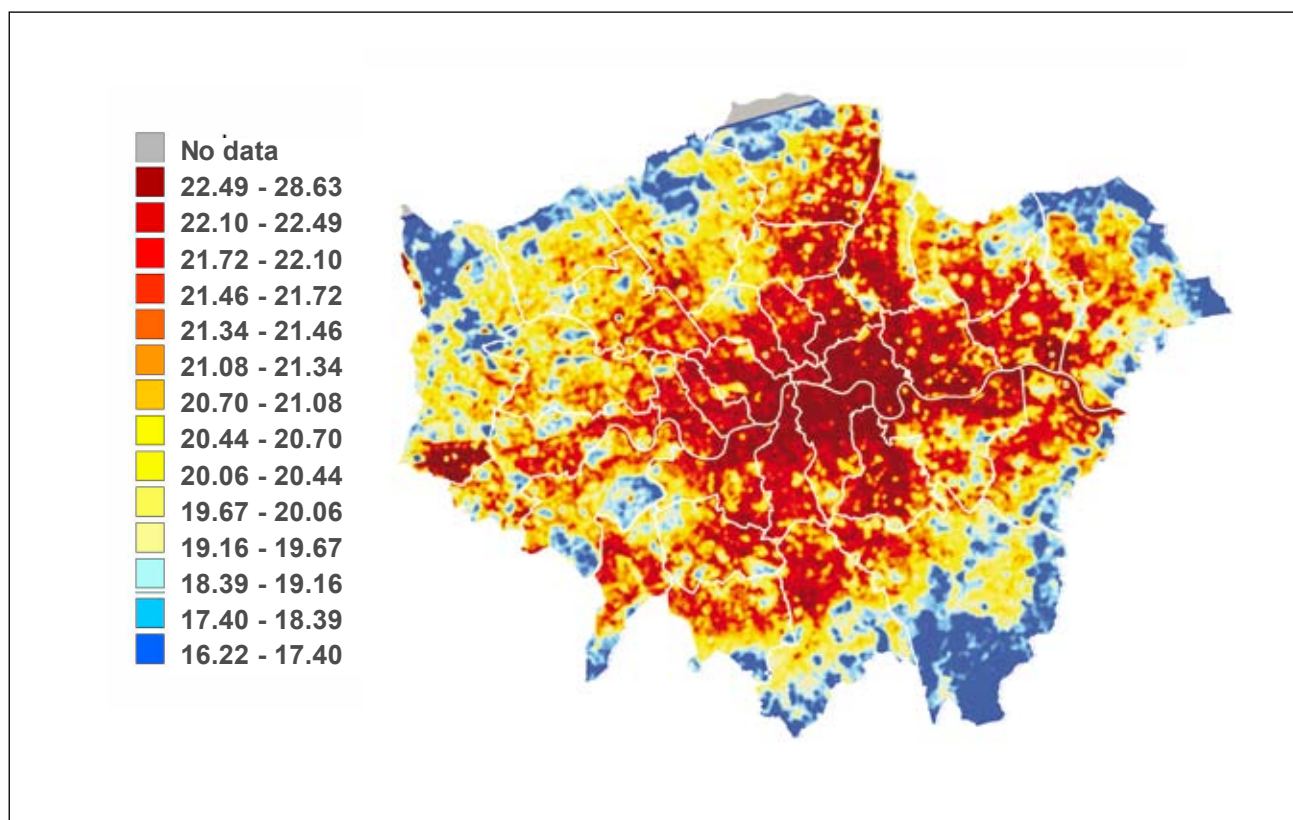 No data
22.49 - 28.63
22.10 - 22.49
21.72 - 22.10
21.46 - 21.72
21.34 - 21.46
21.08 - 21.34
20.70 - 21.08
20.44 - 20.70
20.06 - 20.44
19.67 - 20.06
19.16 - 19.67
18.39 - 19.16
17.40 - 18.39
16.22 - 17.40